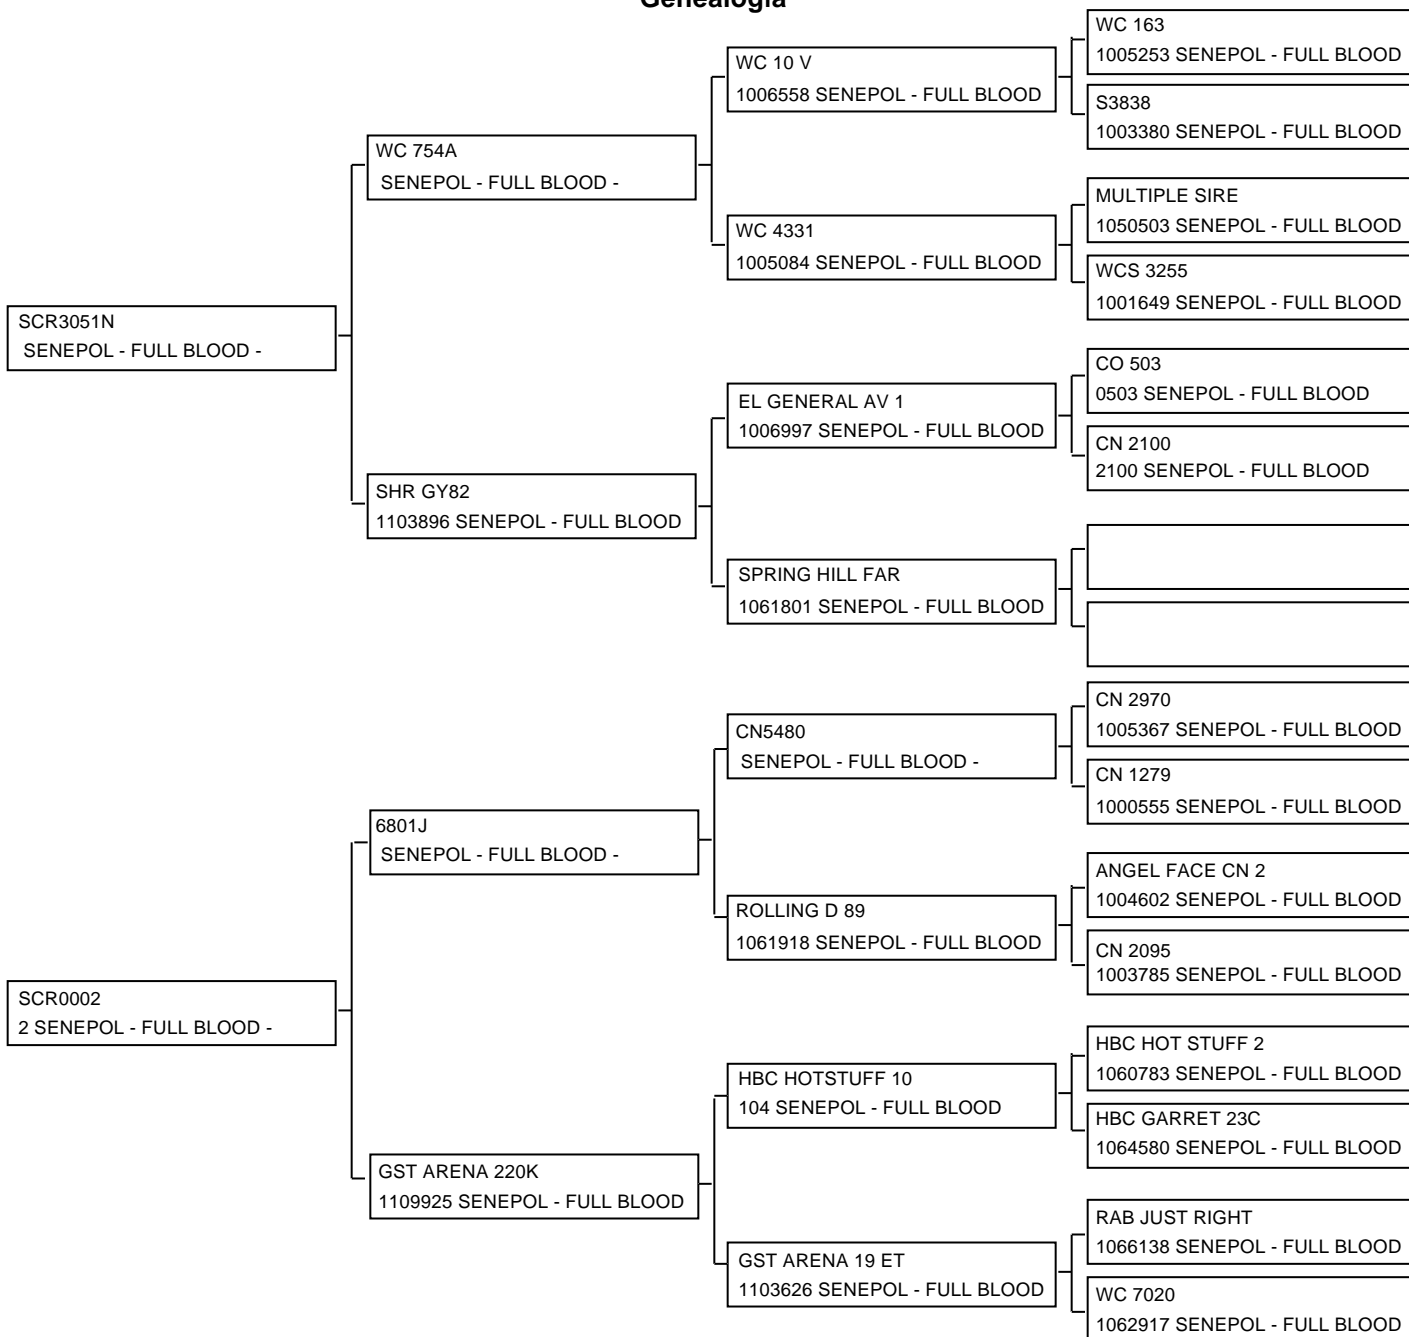 Genealogia
WC 163
1005253 SENEPOL - FULL BLOOD
WC 10 V
1006558 SENEPOL - FULL BLOOD
S3838
1003380 SENEPOL - FULL BLOOD
WC 754A
SENEPOL - FULL BLOOD -
MULTIPLE SIRE
1050503 SENEPOL - FULL BLOOD
WC 4331
1005084 SENEPOL - FULL BLOOD
WCS 3255
1001649 SENEPOL - FULL BLOOD
SCR3051N
SENEPOL - FULL BLOOD -
CO 503
0503 SENEPOL - FULL BLOOD
EL GENERAL AV 1
1006997 SENEPOL - FULL BLOOD
CN 2100
2100 SENEPOL - FULL BLOOD
SHR GY82
1103896 SENEPOL - FULL BLOOD
SPRING HILL FAR
1061801 SENEPOL - FULL BLOOD
CN 2970
1005367 SENEPOL - FULL BLOOD
CN5480
SENEPOL - FULL BLOOD -
CN 1279
1000555 SENEPOL - FULL BLOOD
6801J
SENEPOL - FULL BLOOD -
ANGEL FACE CN 2
1004602 SENEPOL - FULL BLOOD
ROLLING D 89
1061918 SENEPOL - FULL BLOOD
CN 2095
1003785 SENEPOL - FULL BLOOD
SCR0002
2 SENEPOL - FULL BLOOD -
HBC HOT STUFF 2
1060783 SENEPOL - FULL BLOOD
HBC HOTSTUFF 10
104 SENEPOL - FULL BLOOD
HBC GARRET 23C
1064580 SENEPOL - FULL BLOOD
GST ARENA 220K
1109925 SENEPOL - FULL BLOOD
RAB JUST RIGHT
1066138 SENEPOL - FULL BLOOD
GST ARENA 19 ET
1103626 SENEPOL - FULL BLOOD
WC 7020
1062917 SENEPOL - FULL BLOOD